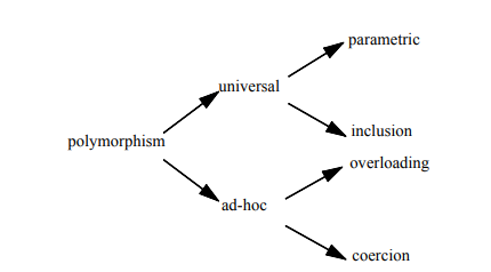 parametric
universal
inclusion
polymorphism
overloading
ad-hoc
coercion